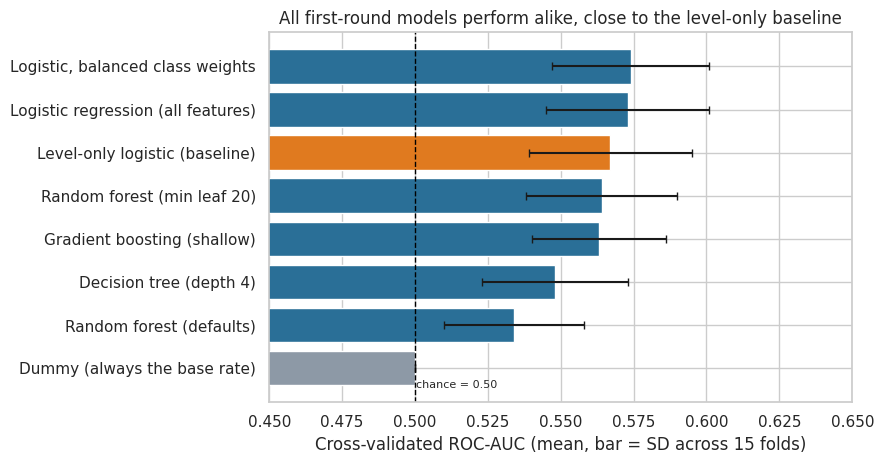 All first-round models perform alike, close to the level-only baseline
Logistic, balanced class weights
Logistic regression (all features)
Level-only logistic (baseline)
Random forest (min leaf 20)
Gradient boosting (shallow)
Decision tree (depth 4)
Random forest (defaults)
Dummy (always the base rate)
chance = 0.50
0.450 0.475 0.500 0.525 0.550 0.575 0.600 0.625 0.650
Cross-validated ROC-AUC (mean, bar = SD across 15 folds)